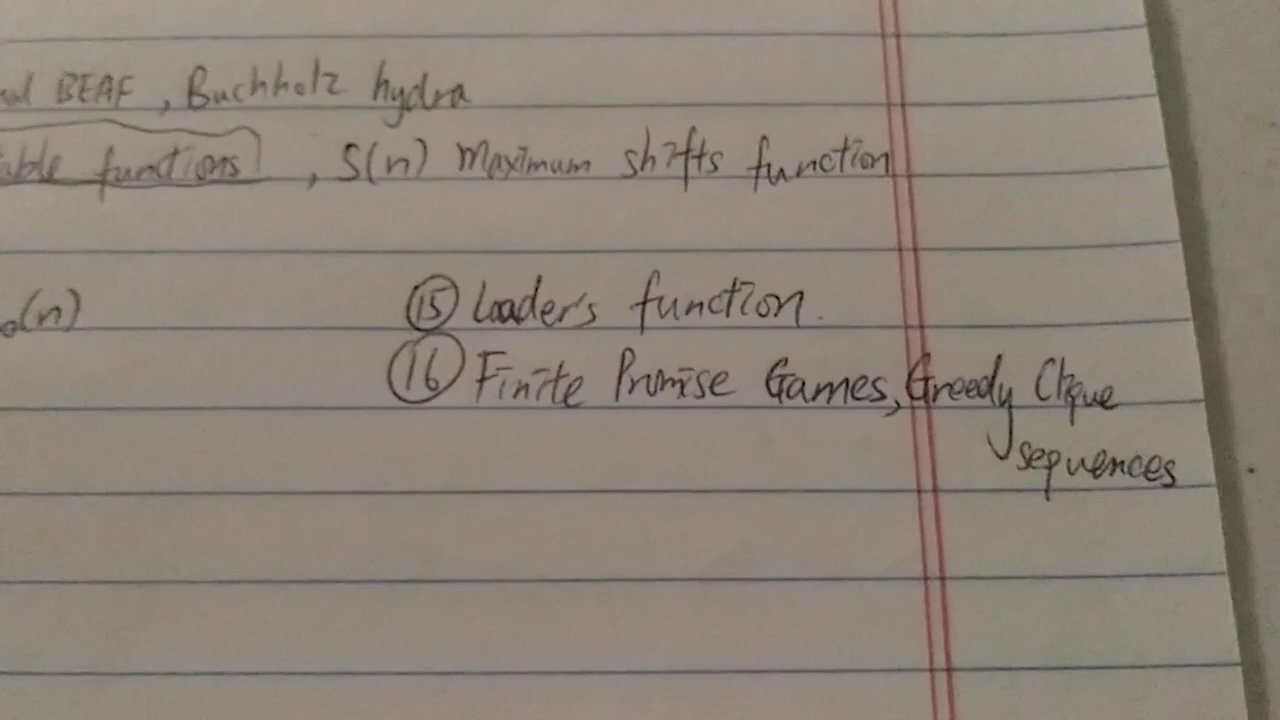 BEAF, Buchholz hydra
functions, S(n) Maximum shifts function
(n) ⑮ Loader's function.
⑯ Finite Promise Games, Greedy Clique
sequences